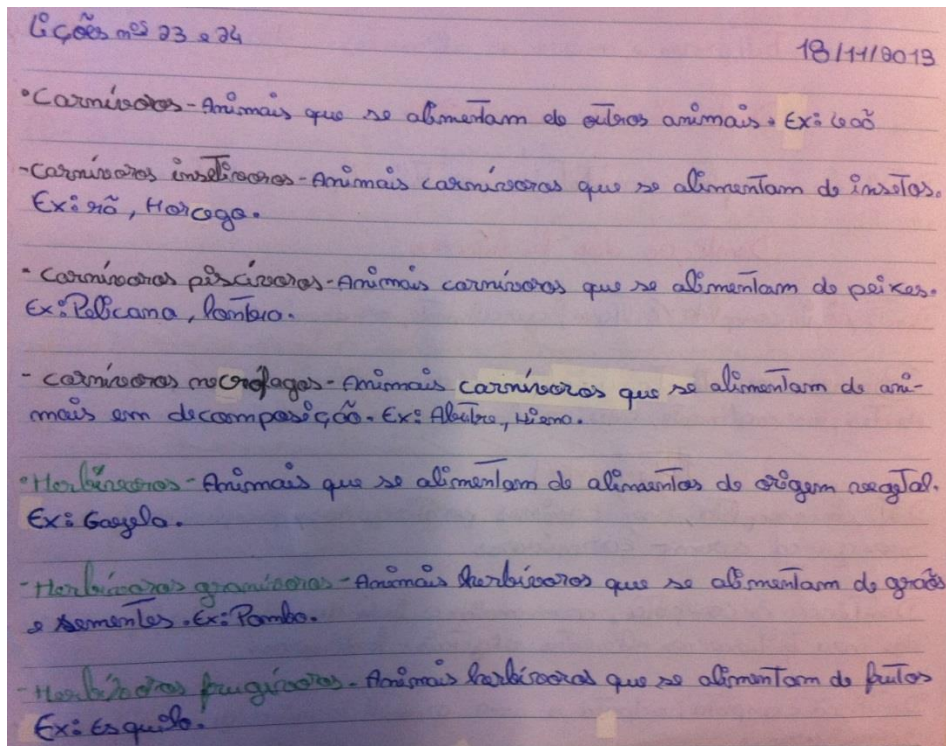 Lições nos 23 e 24
18/11/2013
•Carnívoros-Animais que se alimentam de outros animais. Ex: Leão
-Carnívoros insetívoros-Animais carnívoros que se alimentam de insetos.
Ex: rã, Morcego.
- Carnívoros piscívoros-Animais carnívoros que se alimentam de peixes.
Ex: Pelicano, lontra.
- carnívoros necrófagos-Animais carnívoros que se alimentam de ani-
mais em decomposição. Ex: Abutre, Hiena.
•Herbívoros-Animais que se alimentam de alimentos de origem vegetal.
Ex: Gazela.
-Herbívoros granívoros-Animais herbívoros que se alimentam de grãos
e sementes. Ex: Pombo.
-Herbívoros frugívoros-Animais herbívoros que se alimentam de frutos
Ex: Esquilo.